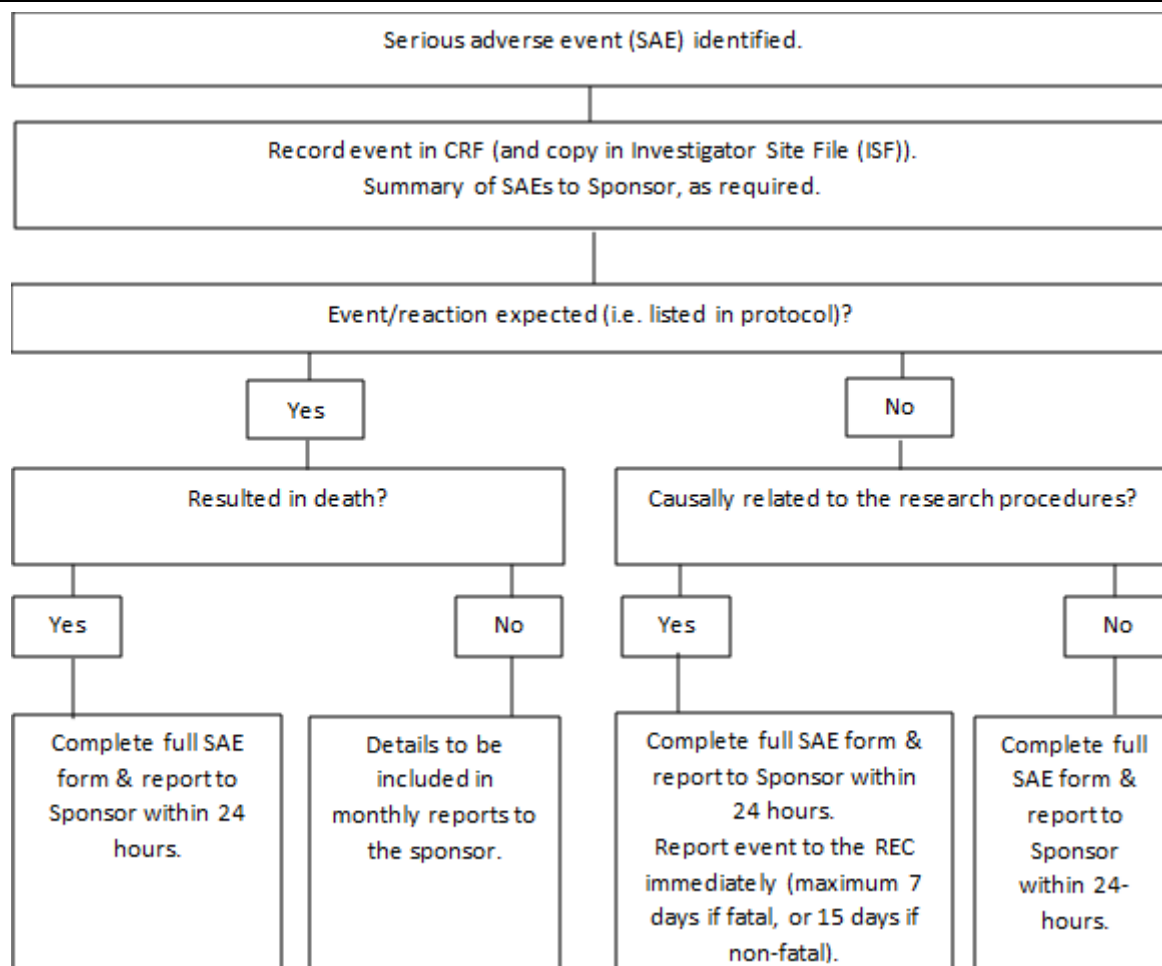 Serious adverse event (SAE) identified.
Record event in CRF (and copy in Investigator Site File (ISF)).
Summary of SAEs to Sponsor, as required.
Event/reaction expected (i.e. listed in protocol)?
Yes
No
Resulted in death?
Causally related to the research procedures?
Yes
No
Yes
No
Complete full SAE
form & report to
Sponsor within 24
hours.
Details to be
included in
monthly reports to
the sponsor.
Complete full SAE form &
report to Sponsor within
24 hours.
Report event to the REC
immediately (maximum 7
days if fatal, or 15 days if
non-fatal).
Complete full
SAE form &
report to
Sponsor
within 24-
hours.